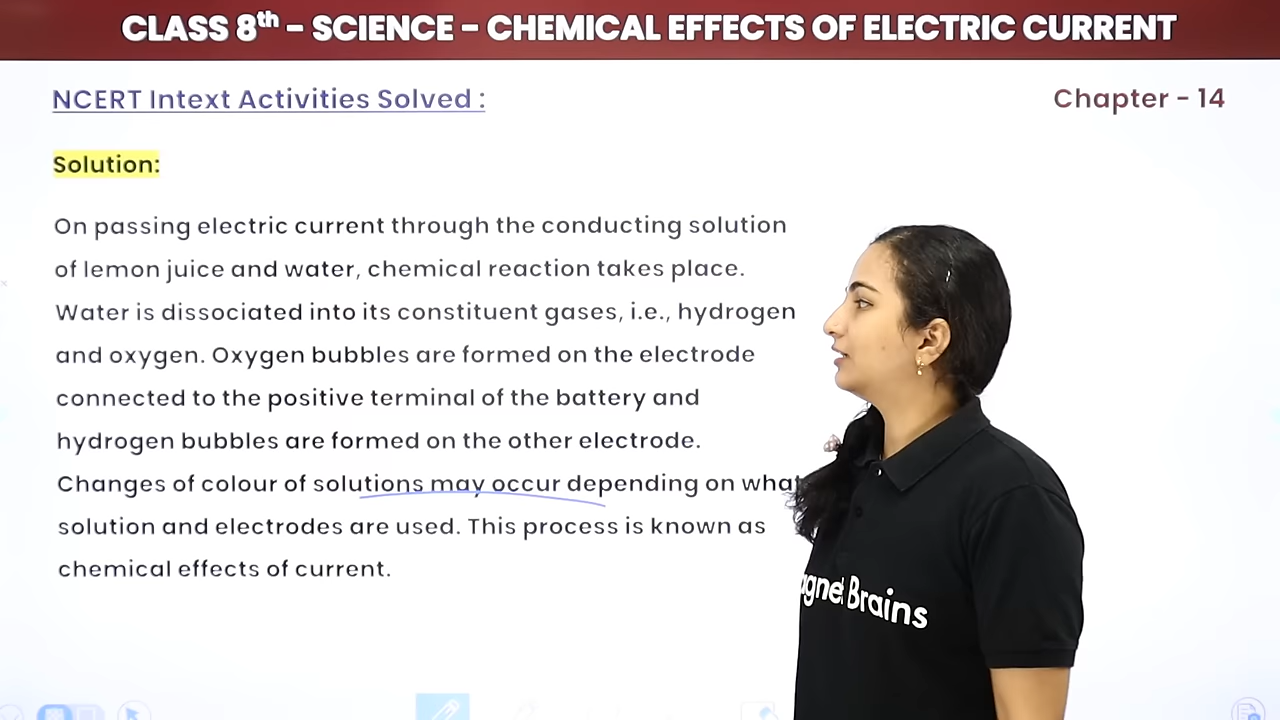 CLASS 8th - SCIENCE - CHEMICAL EFFECTS OF ELECTRIC CURRENT
NCERT Intext Activities Solved :
Chapter - 14
Solution:
On passing electric current through the conducting solution
of lemon juice and water, chemical reaction takes place.
Water is dissociated into its constituent gases, i.e., hydrogen
and oxygen. Oxygen bubbles are formed on the electrode
connected to the positive terminal of the battery and
hydrogen bubbles are formed on the other electrode.
Changes of colour of solutions may occur depending on what
solution and electrodes are used. This process is known as
chemical effects of current.
agnet Brains